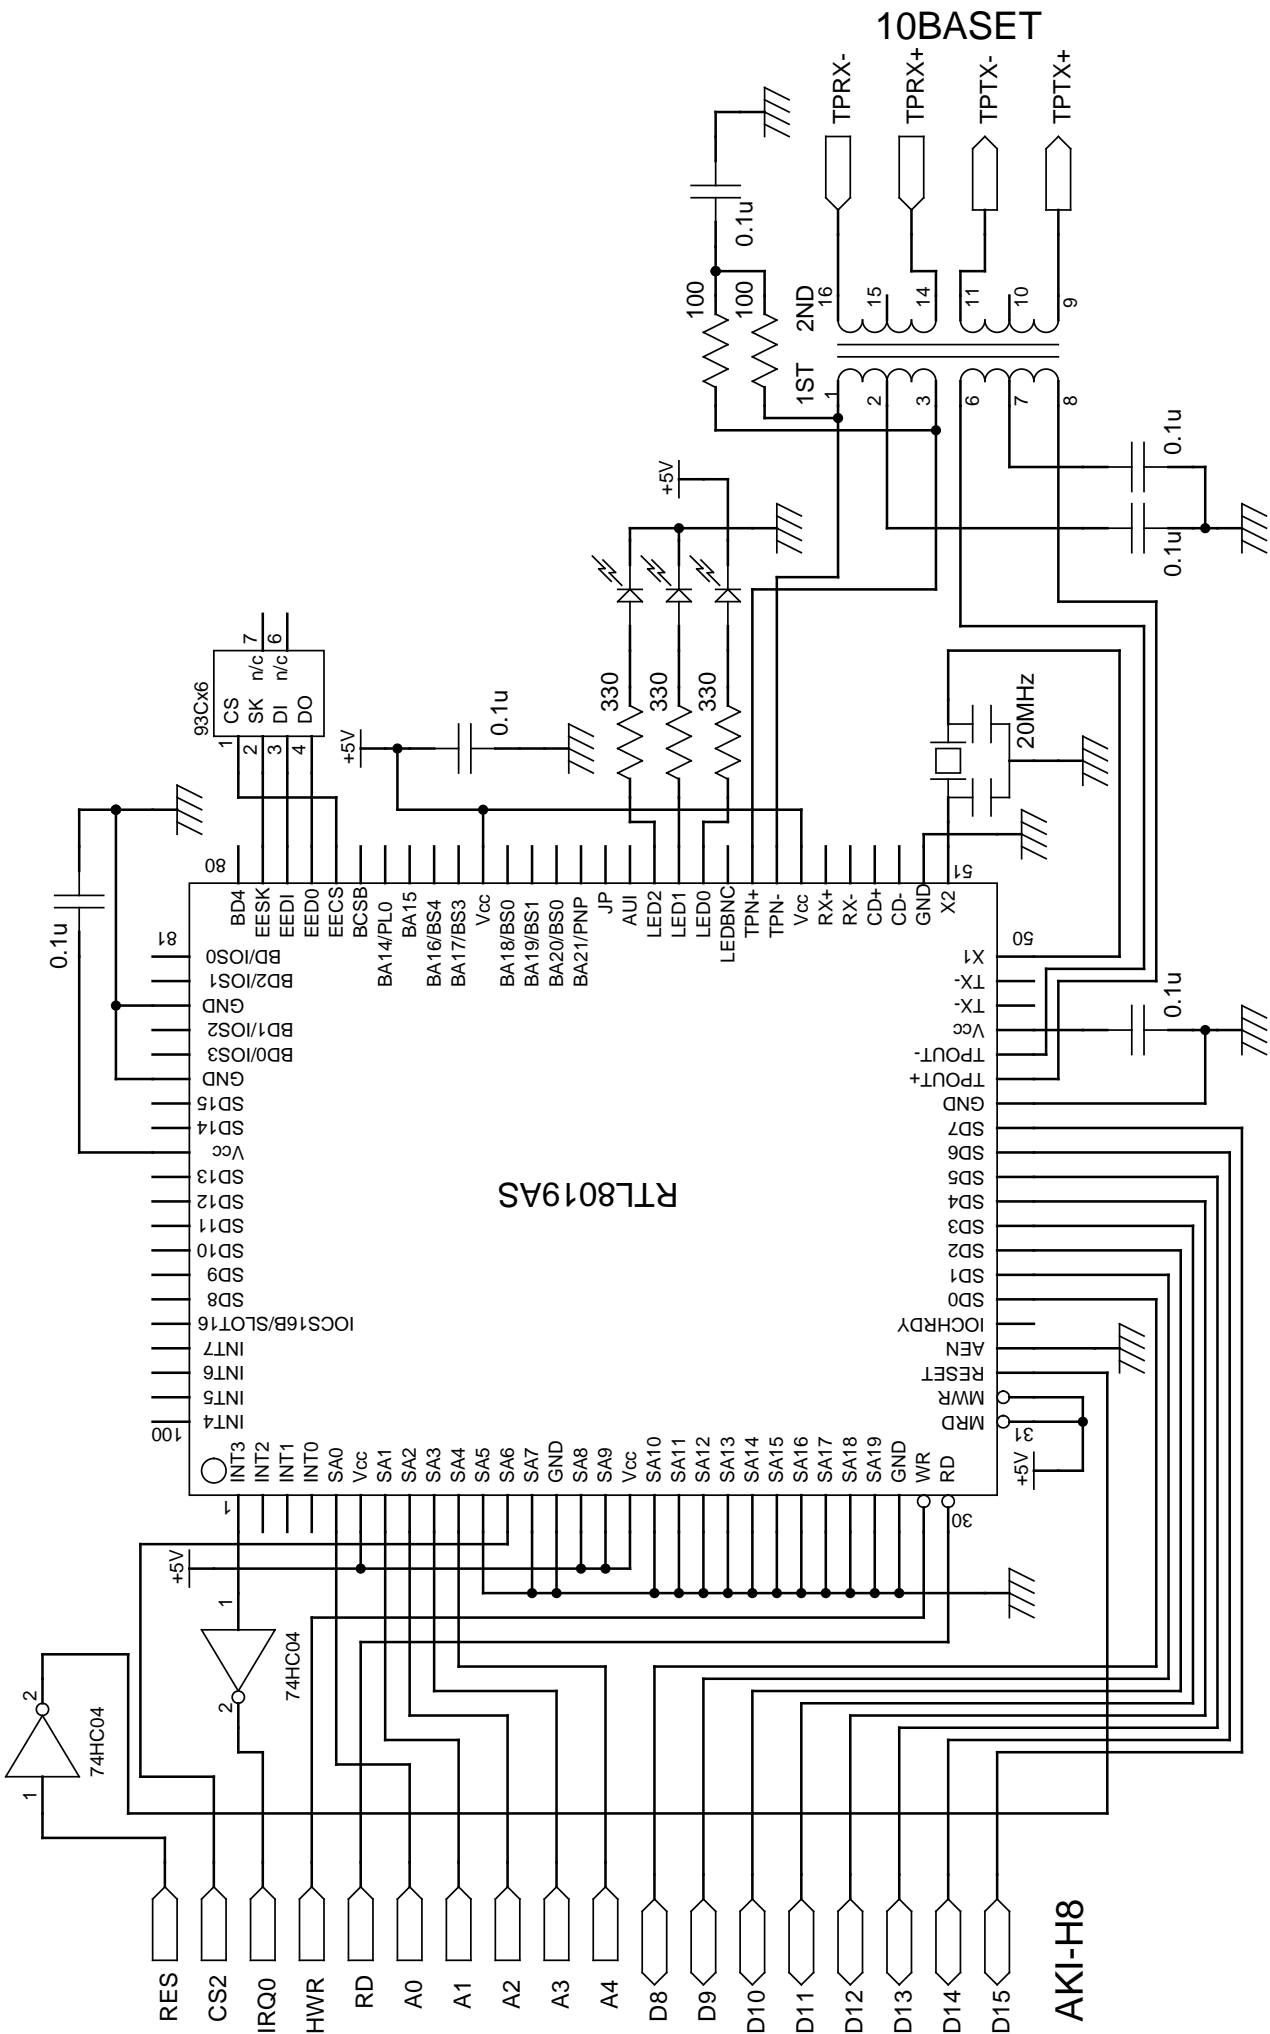 10BASET
TPRX-
TPRX+
TPTX-
TPTX+
0.1u
100
100
1ST
2ND
16
15
14
11
10
9
1
2
3
6
7
8
0.1u
0.1u
+5V
93Cx6
1
2
3
4
CS
SK
DI
DO
n/c
n/c
7
6
+5V
0.1u
330
330
330
20MHz
0.1u
80
BD4
EESK
EEDI
EED0
EECS
BCSB
BA14/PL0
BA15
BA16/BS4
BA17/BS3
Vcc
BA18/BS0
BA19/BS1
BA20/BS0
BA21/PNP
JP
AUI
LED2
LED1
LED0
LEDBNC
TPN+
TPN-
Vcc
RX+
RX-
CD+
CD-
GND
X2
51
81
BD/IOS0
BD2/IOS1
GND
BD1/IOS2
BD0/IOS3
GND
SD15
SD14
Vcc
SD13
SD12
SD11
SD10
SD9
SD8
IOCS16B/SLOT16
INT7
INT6
INT5
INT4
100
50
X1
TX-
TX-
Vcc
TPOUT-
TPOUT+
GND
SD7
SD6
SD5
SD4
SD3
SD2
SD1
SD0
IOCHRDY
AEN
RESET
MWR
MRD
31
0.1u
+5V
RTL8019AS
1
INT3
INT2
INT1
INT0
SA0
Vcc
SA1
SA2
SA3
SA4
SA5
SA6
SA7
GND
SA8
SA9
Vcc
SA10
SA11
SA12
SA13
SA14
SA15
SA16
SA17
SA18
SA19
GND
WR
RD
30
+5V
1
2
74HC04
1
2
74HC04
RES
CS2
IRQ0
HWR
RD
A0
A1
A2
A3
A4
D8
D9
D10
D11
D12
D13
D14
D15
AKI-H8